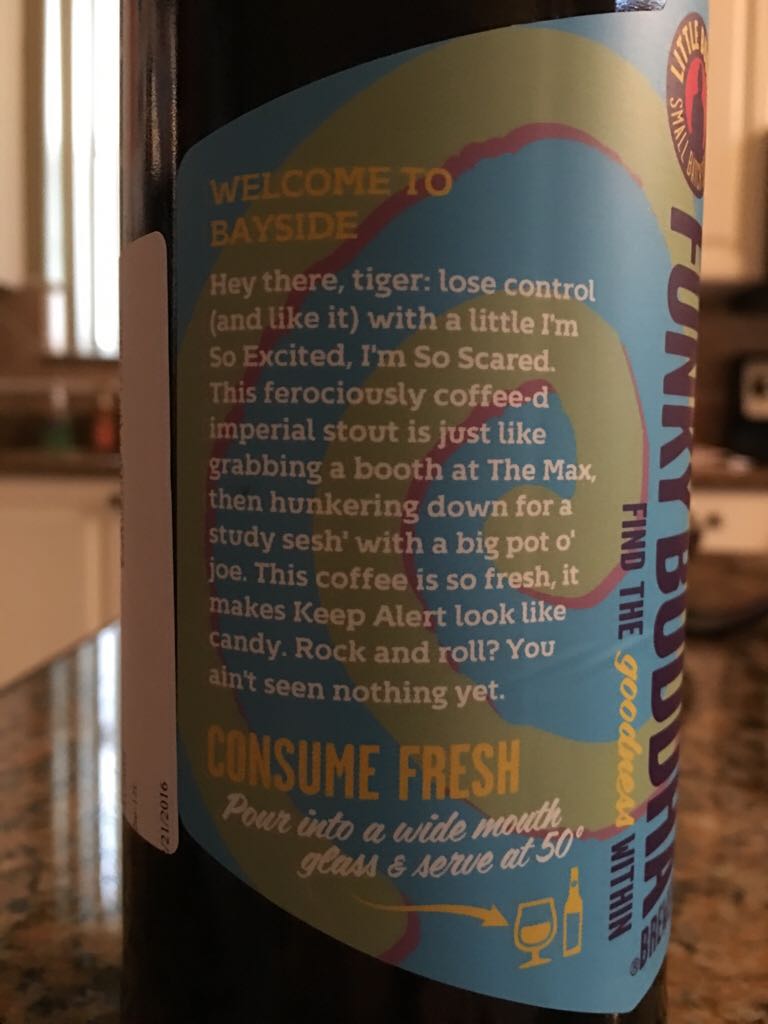 WELCOME TO
BAYSIDE
Hey there, tiger: lose control
(and like it) with a little I'm
So Excited, I'm So Scared.
This ferociously coffee-d
imperial stout is just like
grabbing a booth at The Max,
then hunkering down for a
study sesh' with a big pot o'
joe. This coffee is so fresh, it
makes Keep Alert look like
candy. Rock and roll? You
ain't seen nothing yet.
CONSUME FRESH
Pour into a wide mouth
glass & serve at 50°
FIND THE goodness WITHIN
FUNKY BUDDHA
LITTLE
SMALL
21/2016